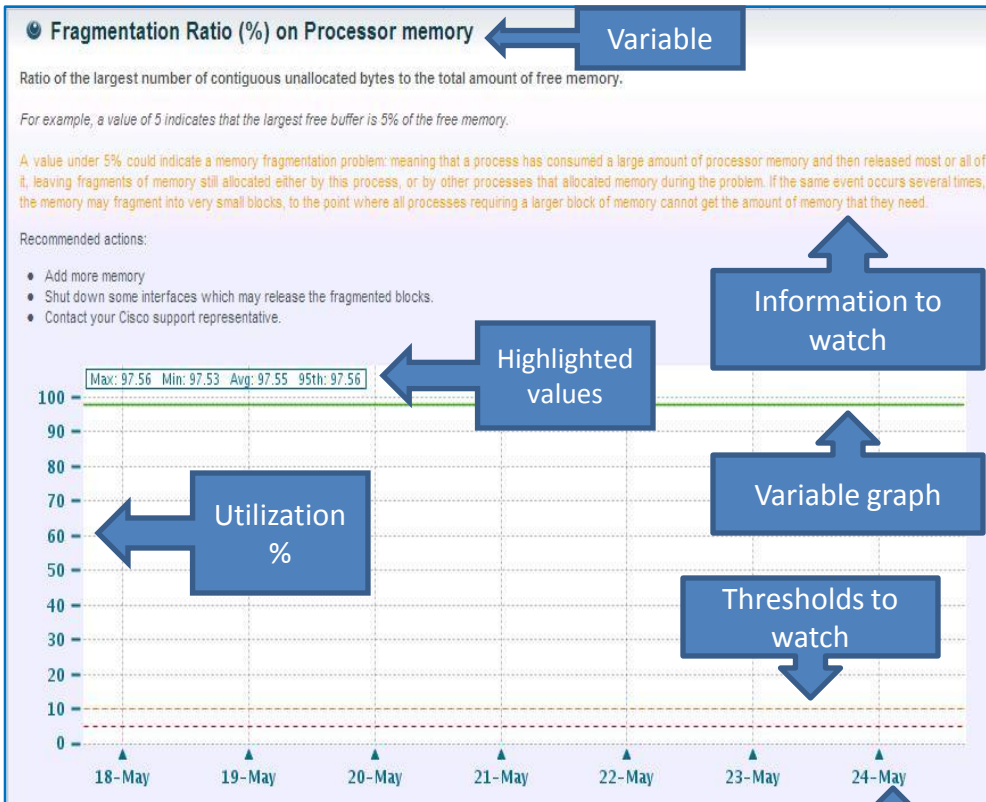 Fragmentation Ratio (%) on Processor memory
Variable
Ratio of the largest number of contiguous unallocated bytes to the total amount of free memory.
For example, a value of 5 indicates that the largest free buffer is 5% of the free memory.
A value under 5% could indicate a memory fragmentation problem: meaning that a process has consumed a large amount of processor memory and then released most or all of
it, leaving fragments of memory still allocated either by this process, or by other processes that allocated memory during the problem. If the same event occurs several times,
the memory may fragment into very small blocks, to the point where all processes requiring a larger block of memory cannot get the amount of memory that they need.
Recommended actions:
Add more memory
Shut down some interfaces which may release the fragmented blocks.
Contact your Cisco support representative.
Information to
watch
Highlighted
values
Max: 97.56 Min: 97.53 Avg: 97.55 95th: 97.56
100
90
80
70
60
50
40
30
20
10
0
Variable graph
Utilization
%
Thresholds to
watch
18-May 19-May 20-May 21-May 22-May 23-May 24-May